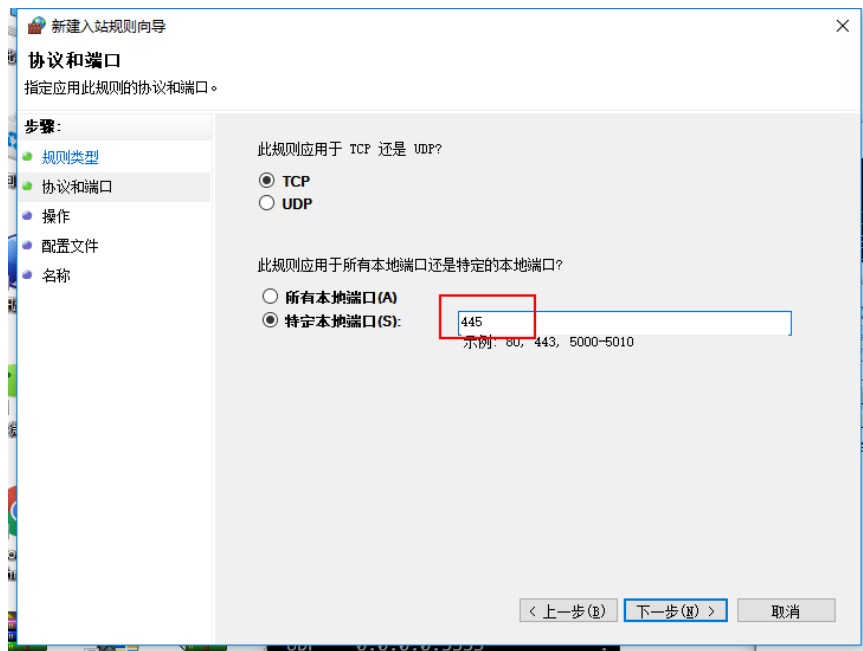 新建入站规则向导
协议和端口
指定应用此规则的协议和端口。
步骤:
规则类型
协议和端口
操作
配置文件
名称
此规则应用于 TCP 还是 UDP?
TCP
UDP
此规则应用于所有本地端口还是特定的本地端口?
所有本地端口(A)
特定本地端口(S):
445
示例: 80, 443, 5000-5010
< 上一步(B)
下一步(N) >
取消